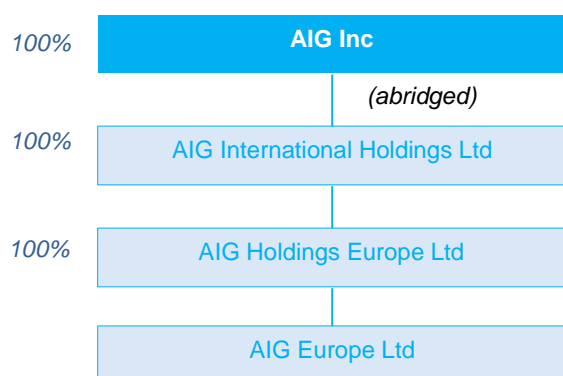 100%
AIG Inc
(abridged)
100%
AIG International Holdings Ltd
100%
AIG Holdings Europe Ltd
AIG Europe Ltd